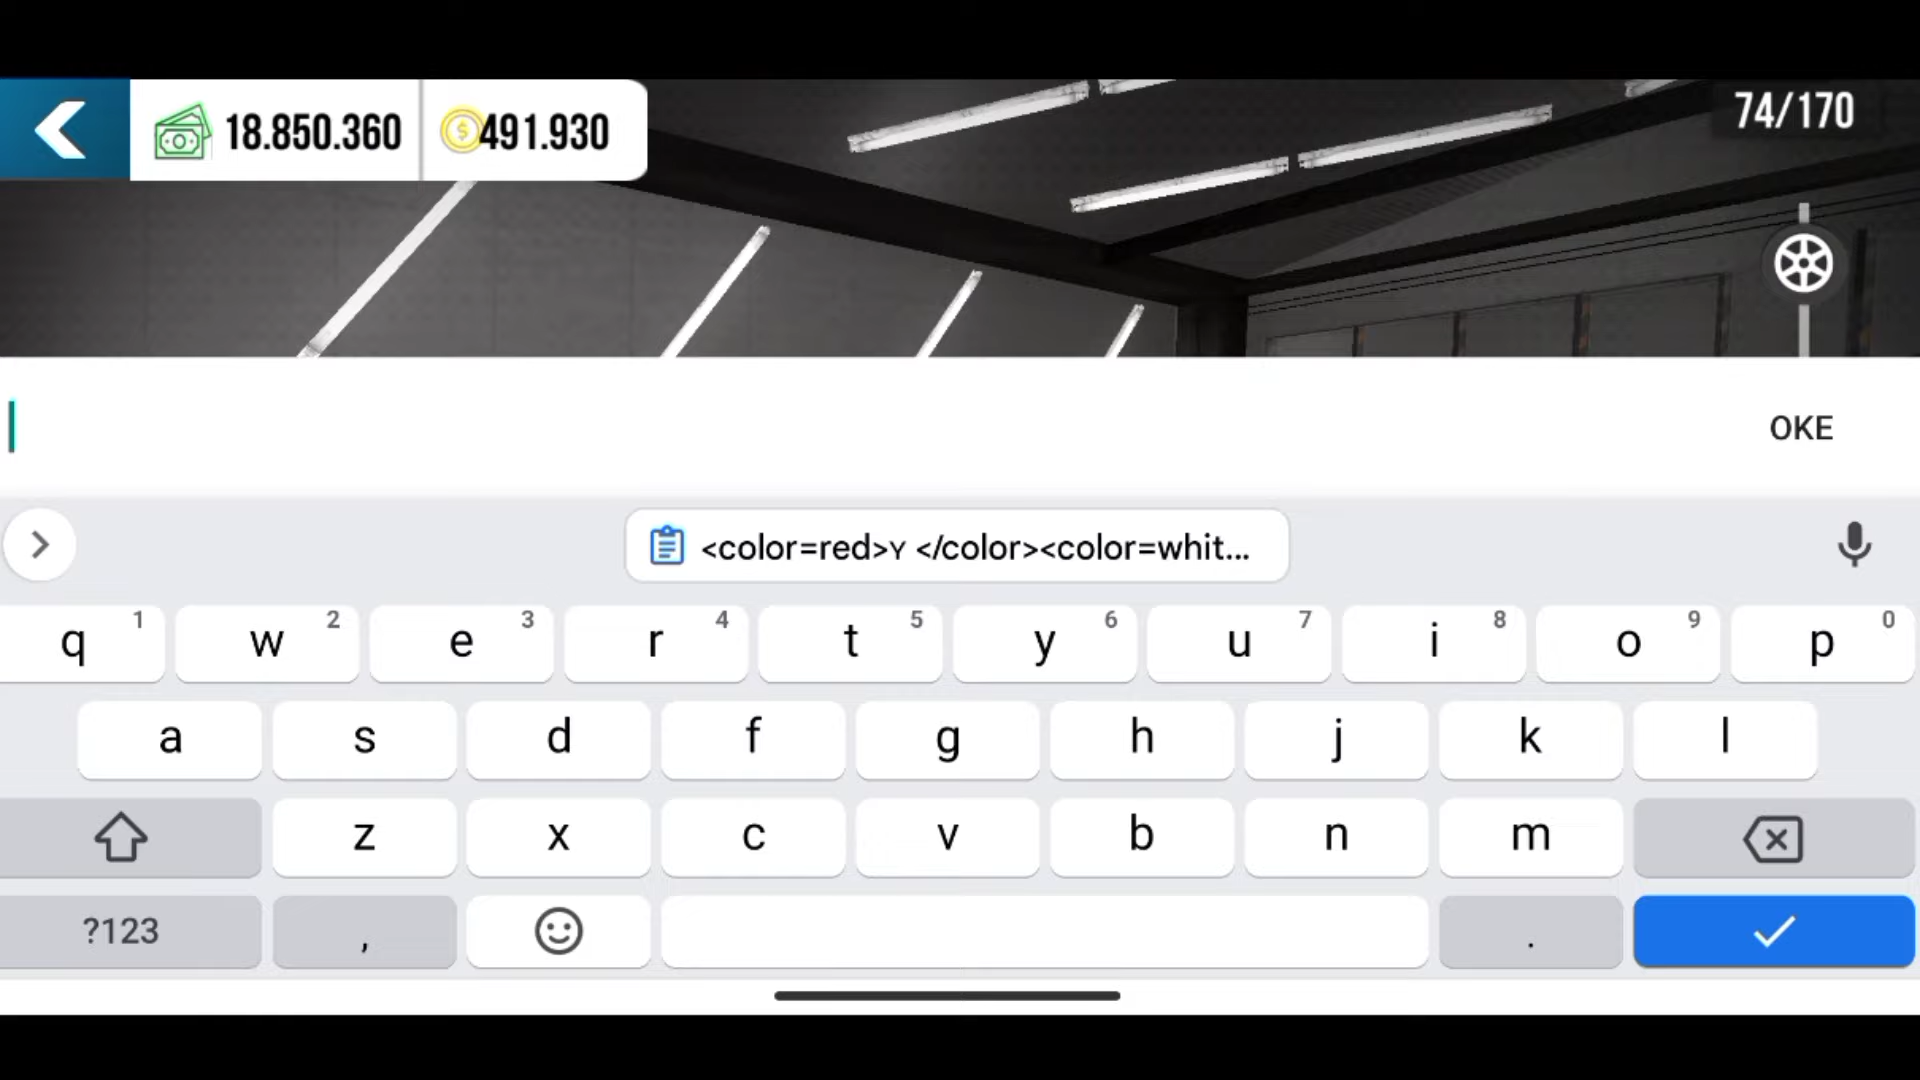 18.850.360 491.930 74/170
OKE
<color=red>Y </color><color=whit...
q 1 w 2 e 3 r 4 t 5 y 6 u 7 i 8 o 9 p 0
a s d f g h j k l
z x c v b n m
?123 , .